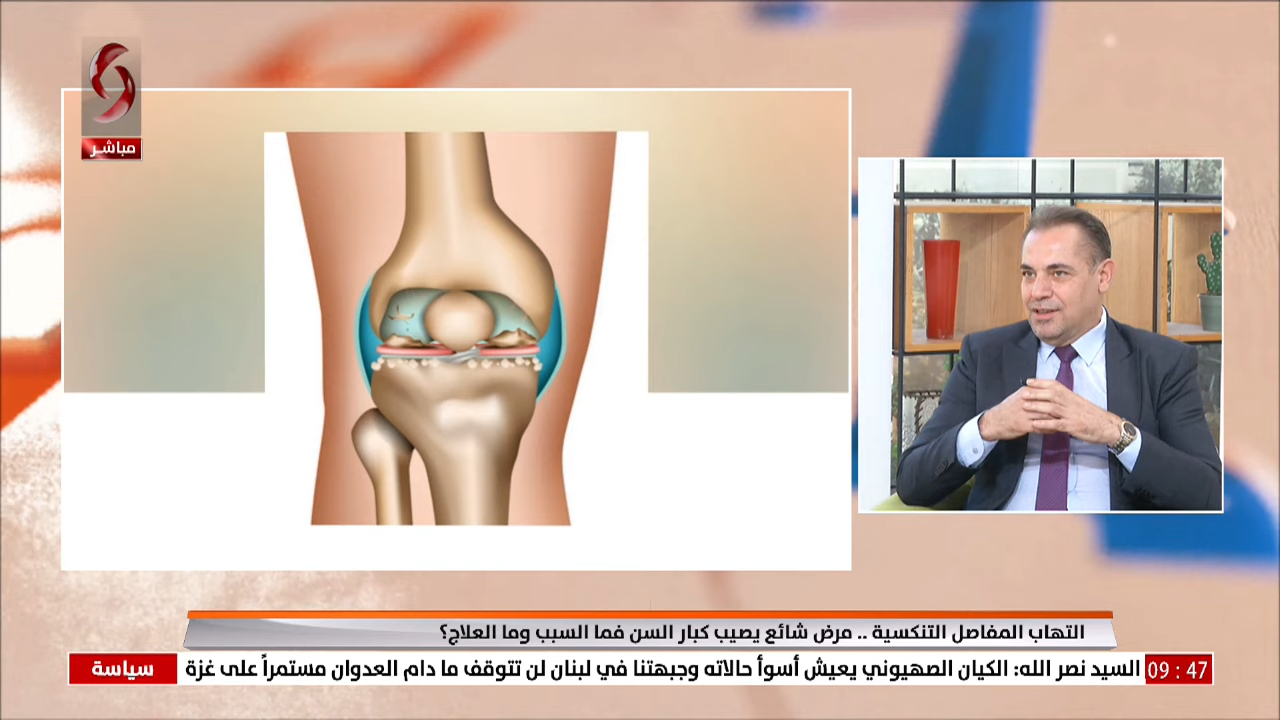 مباشر
التهاب المفاصل التنكسية .. مرض شائع يصيب كبار السن فما السبب وما العلاج؟
09 : 47 السيد نصر الله: الكيان الصهيوني يعيش أسوأ حالاته وجبهتنا في لبنان لن تتوقف ما دام العدوان مستمراً على غزة سياسة